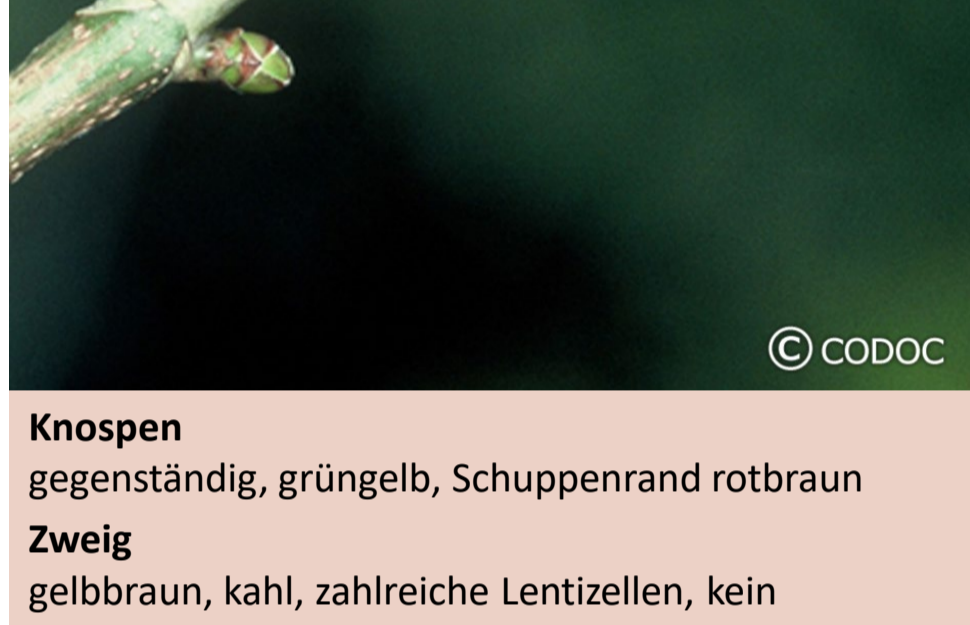 © CODOC
Knospen
gegenständig, grüngelb, Schuppenrand rotbraun
Zweig
gelbbraun, kahl, zahlreiche Lentizellen, kein